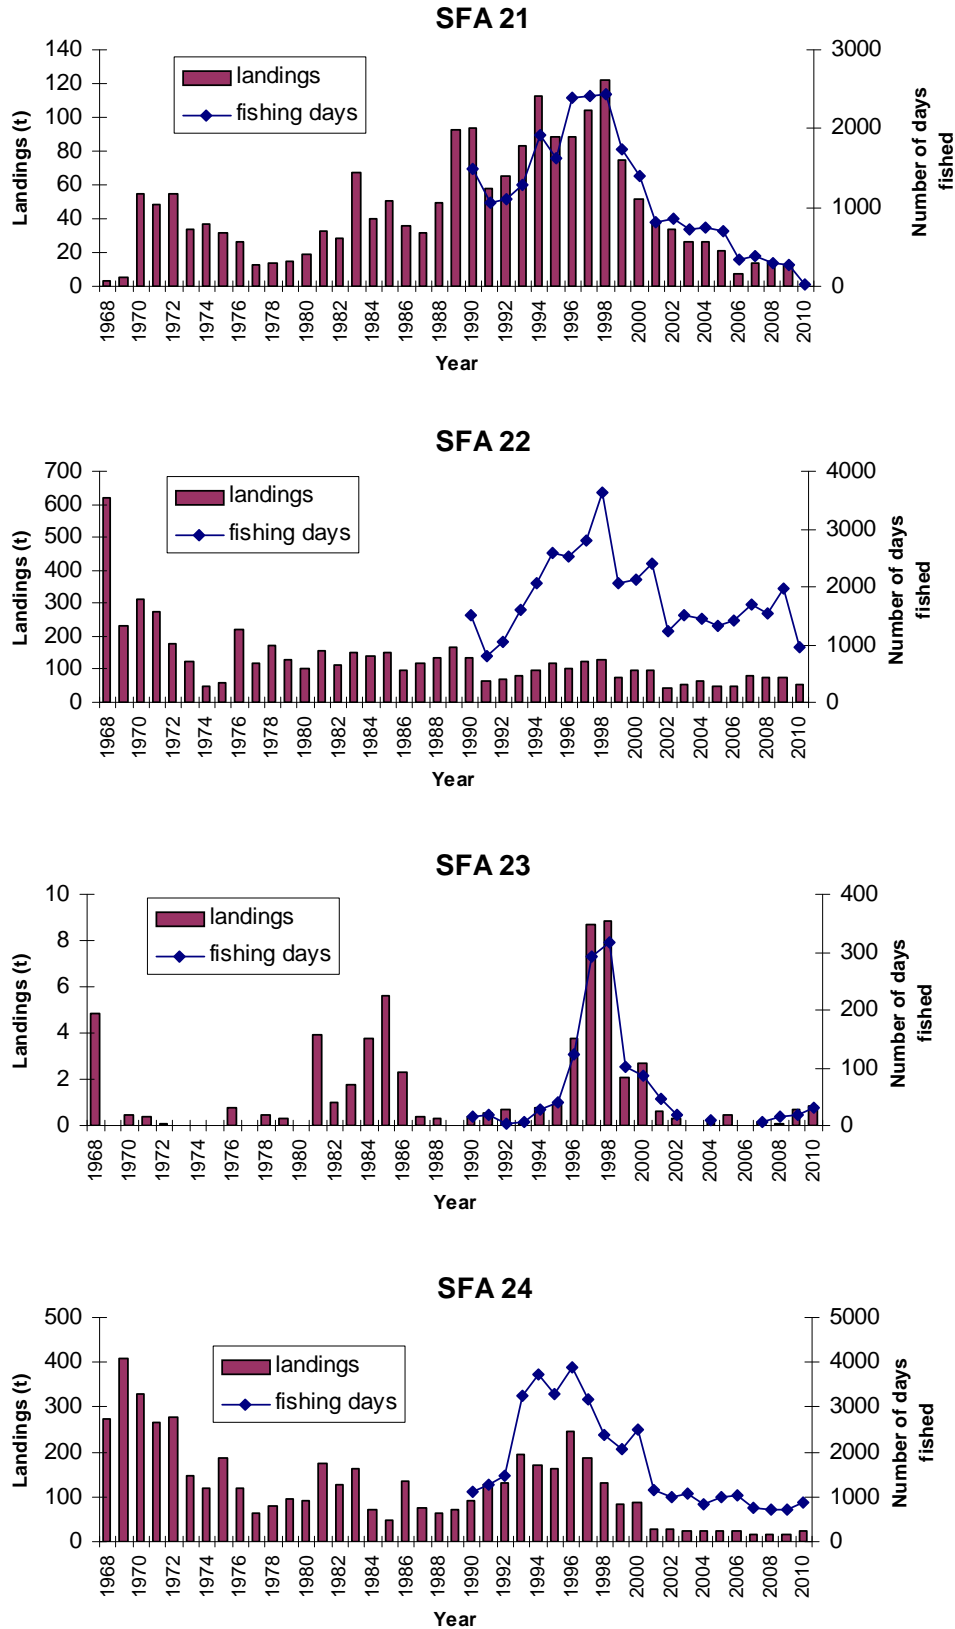 SFA 21
140 3000
landings
120
fishing days
100 2000
80
60
40 1000
20
0 0
Landings (t)
Number of days
fished
1968 1970 1972 1974 1976 1978 1980 1982 1984 1986 1988 1990 1992 1994 1996 1998 2000 2002 2004 2006 2008 2010
Year
SFA 22
700 4000
landings
600
fishing days
500 3000
400
300 2000
200
100 1000
0 0
Landings (t)
Number of days
fished
1968 1970 1972 1974 1976 1978 1980 1982 1984 1986 1988 1990 1992 1994 1996 1998 2000 2002 2004 2006 2008 2010
Year
SFA 23
10 400
landings
8
fishing days
300
6
200
4
2 100
0 0
Landings (t)
Number of days
fished
1968 1970 1972 1974 1976 1978 1980 1982 1984 1986 1988 1990 1992 1994 1996 1998 2000 2002 2004 2006 2008 2010
Year
SFA 24
500 5000
landings
400 4000
fishing days
300 3000
200 2000
100 1000
0 0
Landings (t)
Number of days
fished
1968 1970 1972 1974 1976 1978 1980 1982 1984 1986 1988 1990 1992 1994 1996 1998 2000 2002 2004 2006 2008 2010
Year